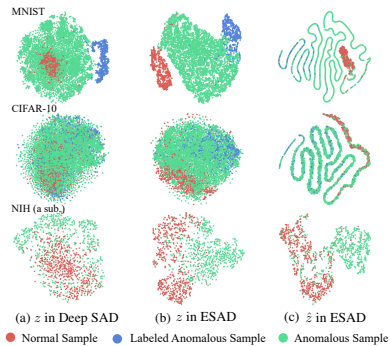 MNIST
CIFAR-10
NIH (a sub.)
(a) z in Deep SAD (b) z in ESAD (c) ẑ in ESAD
Normal Sample Labeled Anomalous Sample Anomalous Sample